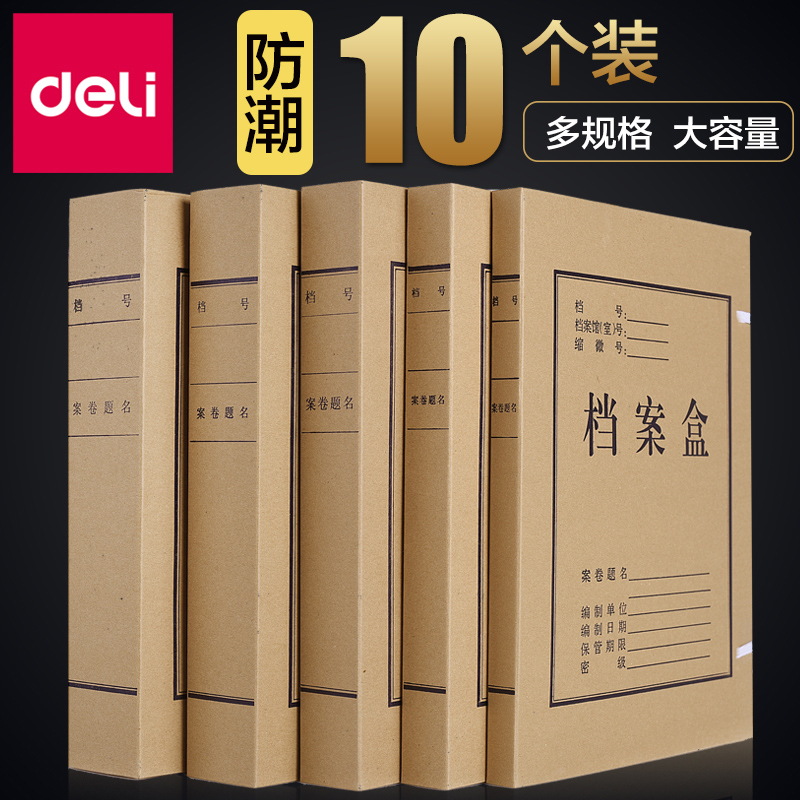 deli
防潮
10个装
多规格 大容量
档 号
案卷题名
档 号
案卷题名
档 号
案卷题名
档 号
案卷题名
档 号
案卷题名
档 号:
档案馆(室)号:
缩 微 号:
档案盒
案卷题名
编制单位
编制日期
保管期限
密 级